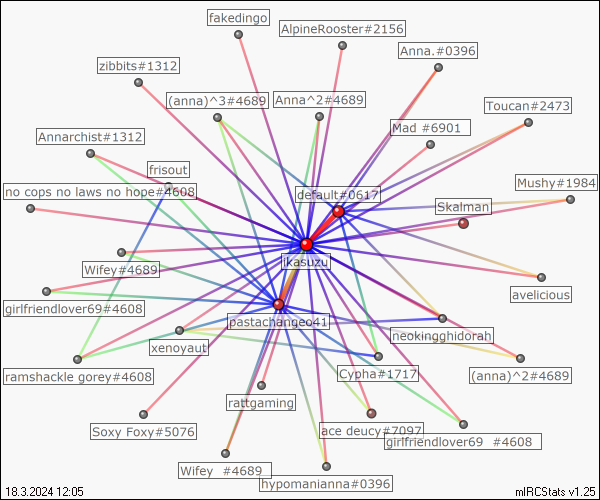 fakedingo
AlpineRooster#2156
Anna.#0396
zibbits#1312
(anna)^3#4689
Anna^2#4689
Toucan#2473
Annarchist#1312
Mad #6901
frisout
no cops no laws no hope#4608
default#0617
Mushy#1984
Skalman
jkasuzu
Wifey#4689
avelicious
girlfriendlover69#4608
pastachangeo41
neokingghidorah
xenoyaut
ramshackle gorey#4608
Cypha#1717
(anna)^2#4689
rattgaming
Soxy Foxy#5076
ace deucy#7097
girlfriendlover69 #4608
Wifey #4689
hypomanianna#0396
18.3.2024 12:05
mIRCStats v1.25